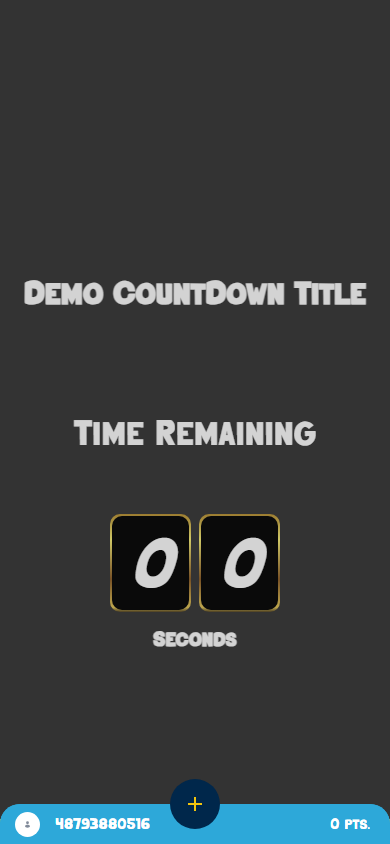 Demo CountDown Title
Time Remaining
0 0
Seconds
48793880516
0 PTS.